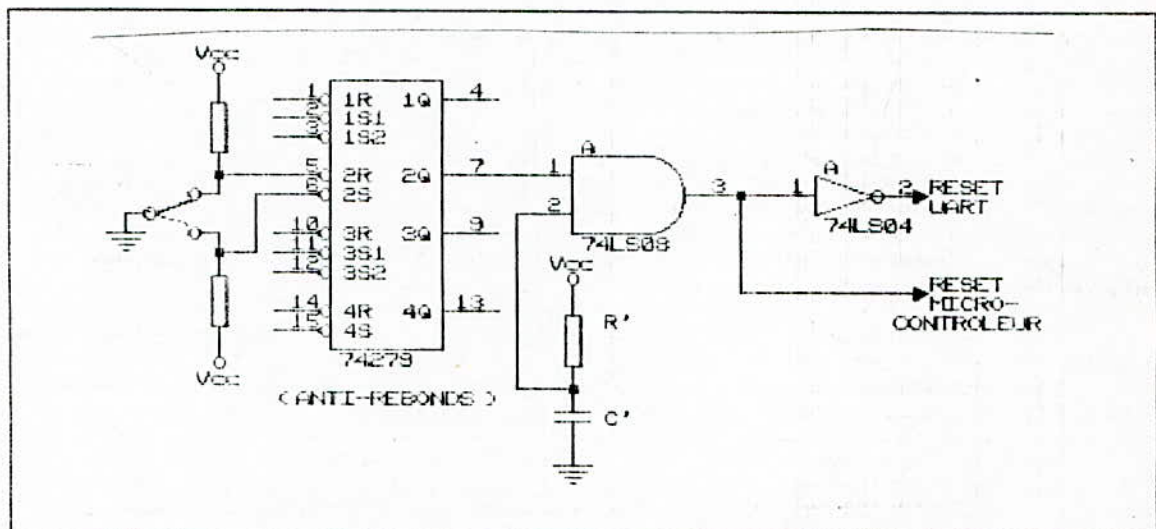 Vcc
1R 1Q 4
1S1
1S2
2R 2Q 7
2S
10 3R 3Q 9
11 3S1
3S2
14 4R 4Q 13
15 4S
74279
Vcc
( ANTI-REBONDS )
A
1
2
3
74LS08
Vcc
R'
C'
A
1
2
74LS04
RESET
UART
RESET
MICRO-
CONTROLEUR